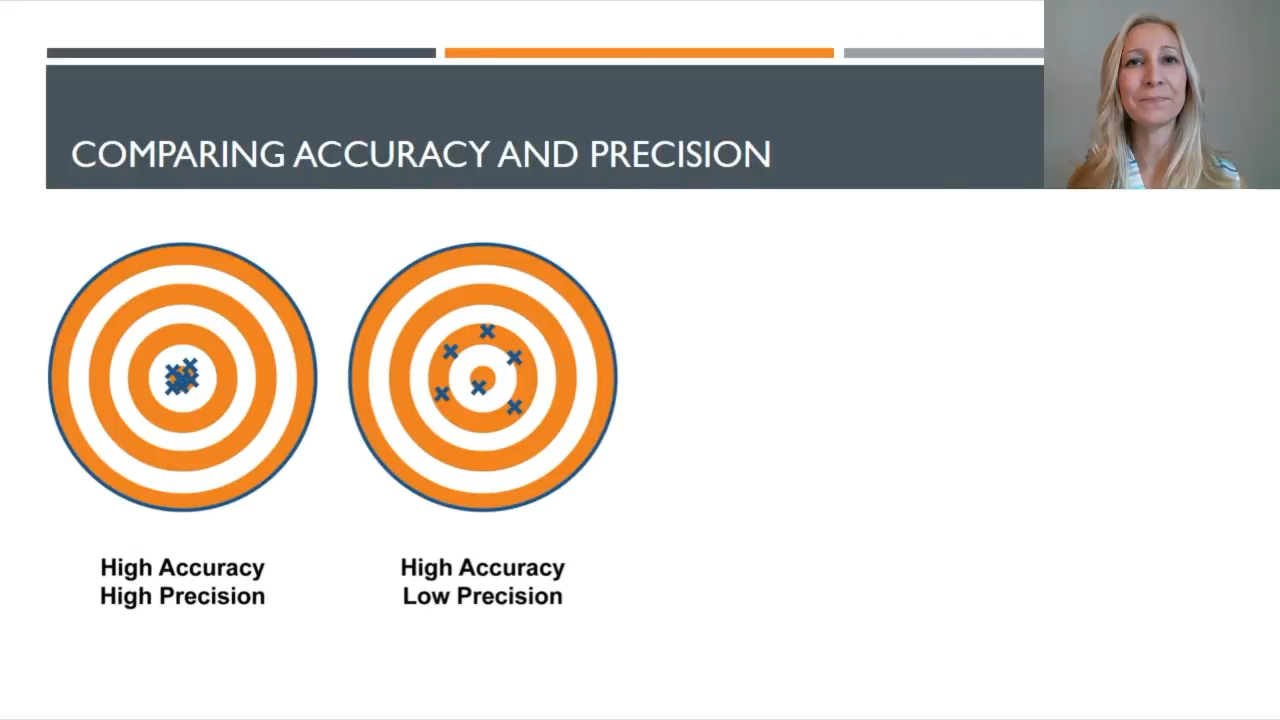 COMPARING ACCURACY AND PRECISION
High Accuracy
High Precision
High Accuracy
Low Precision